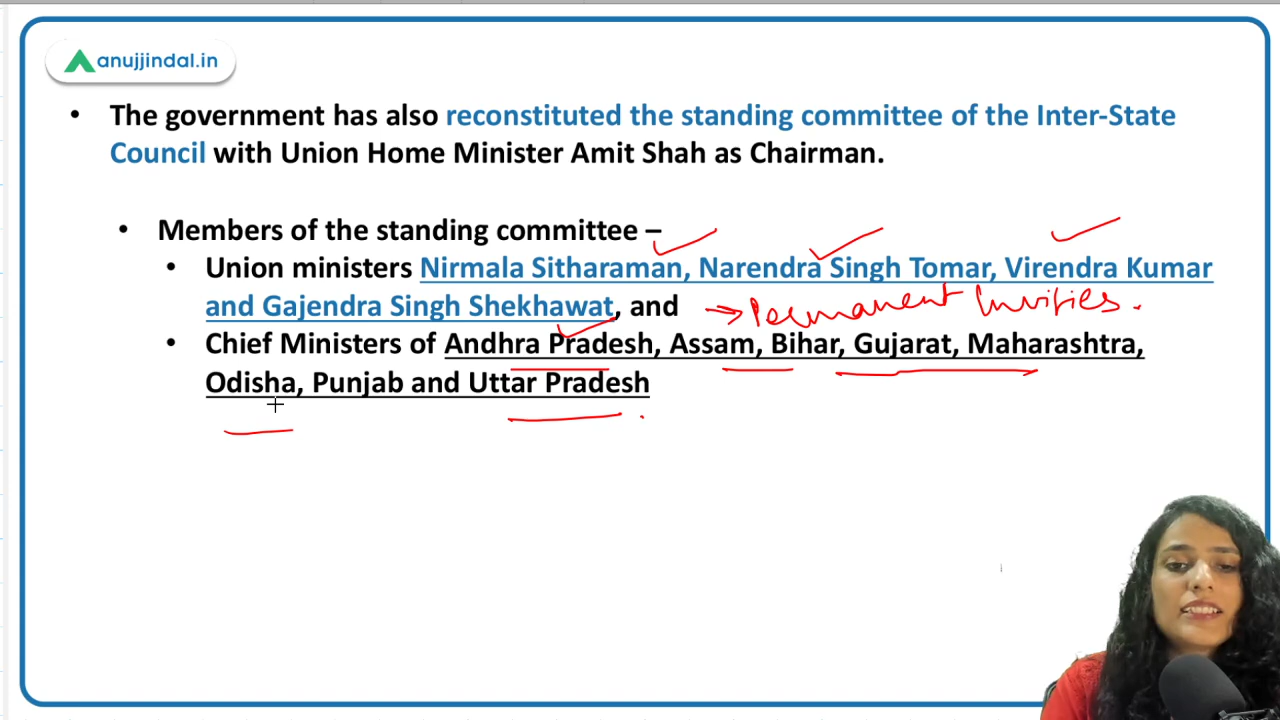 anujjindal.in
• The government has also reconstituted the standing committee of the Inter-State
Council with Union Home Minister Amit Shah as Chairman.
• Members of the standing committee –
• Union ministers Nirmala Sitharaman, Narendra Singh Tomar, Virendra Kumar
and Gajendra Singh Shekhawat, and → Permanent Invities.
• Chief Ministers of Andhra Pradesh, Assam, Bihar, Gujarat, Maharashtra,
Odisha, Punjab and Uttar Pradesh